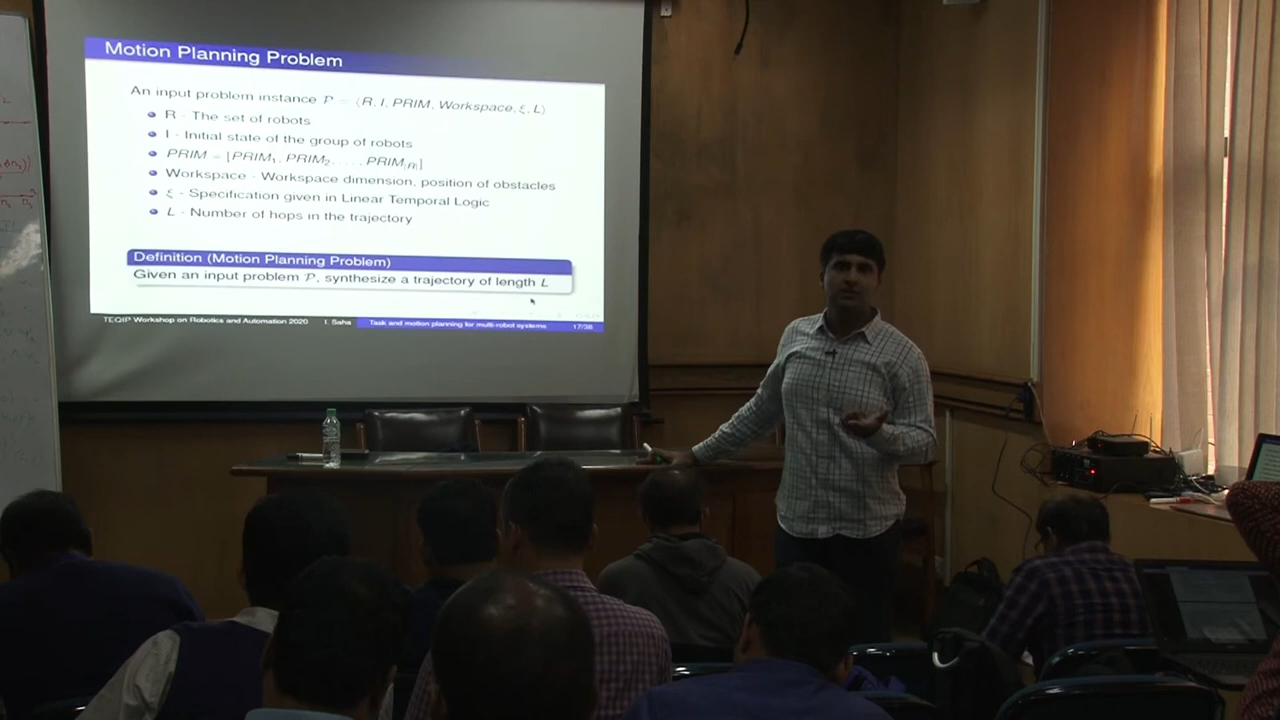 Motion Planning Problem
An input problem instance P = ⟨R, I, PRIM, Workspace, ξ, L⟩
R - The set of robots
I - Initial state of the group of robots
PRIM = [PRIM₁, PRIM₂, . . . , PRIM|R|]
Workspace - Workspace dimension, position of obstacles
ξ - Specification given in Linear Temporal Logic
L - Number of hops in the trajectory
Definition (Motion Planning Problem)
Given an input problem P, synthesize a trajectory of length L
TEQIP Workshop on Robotics and Automation 2020 I. Saha Task and motion planning for multi-robot systems 17/38